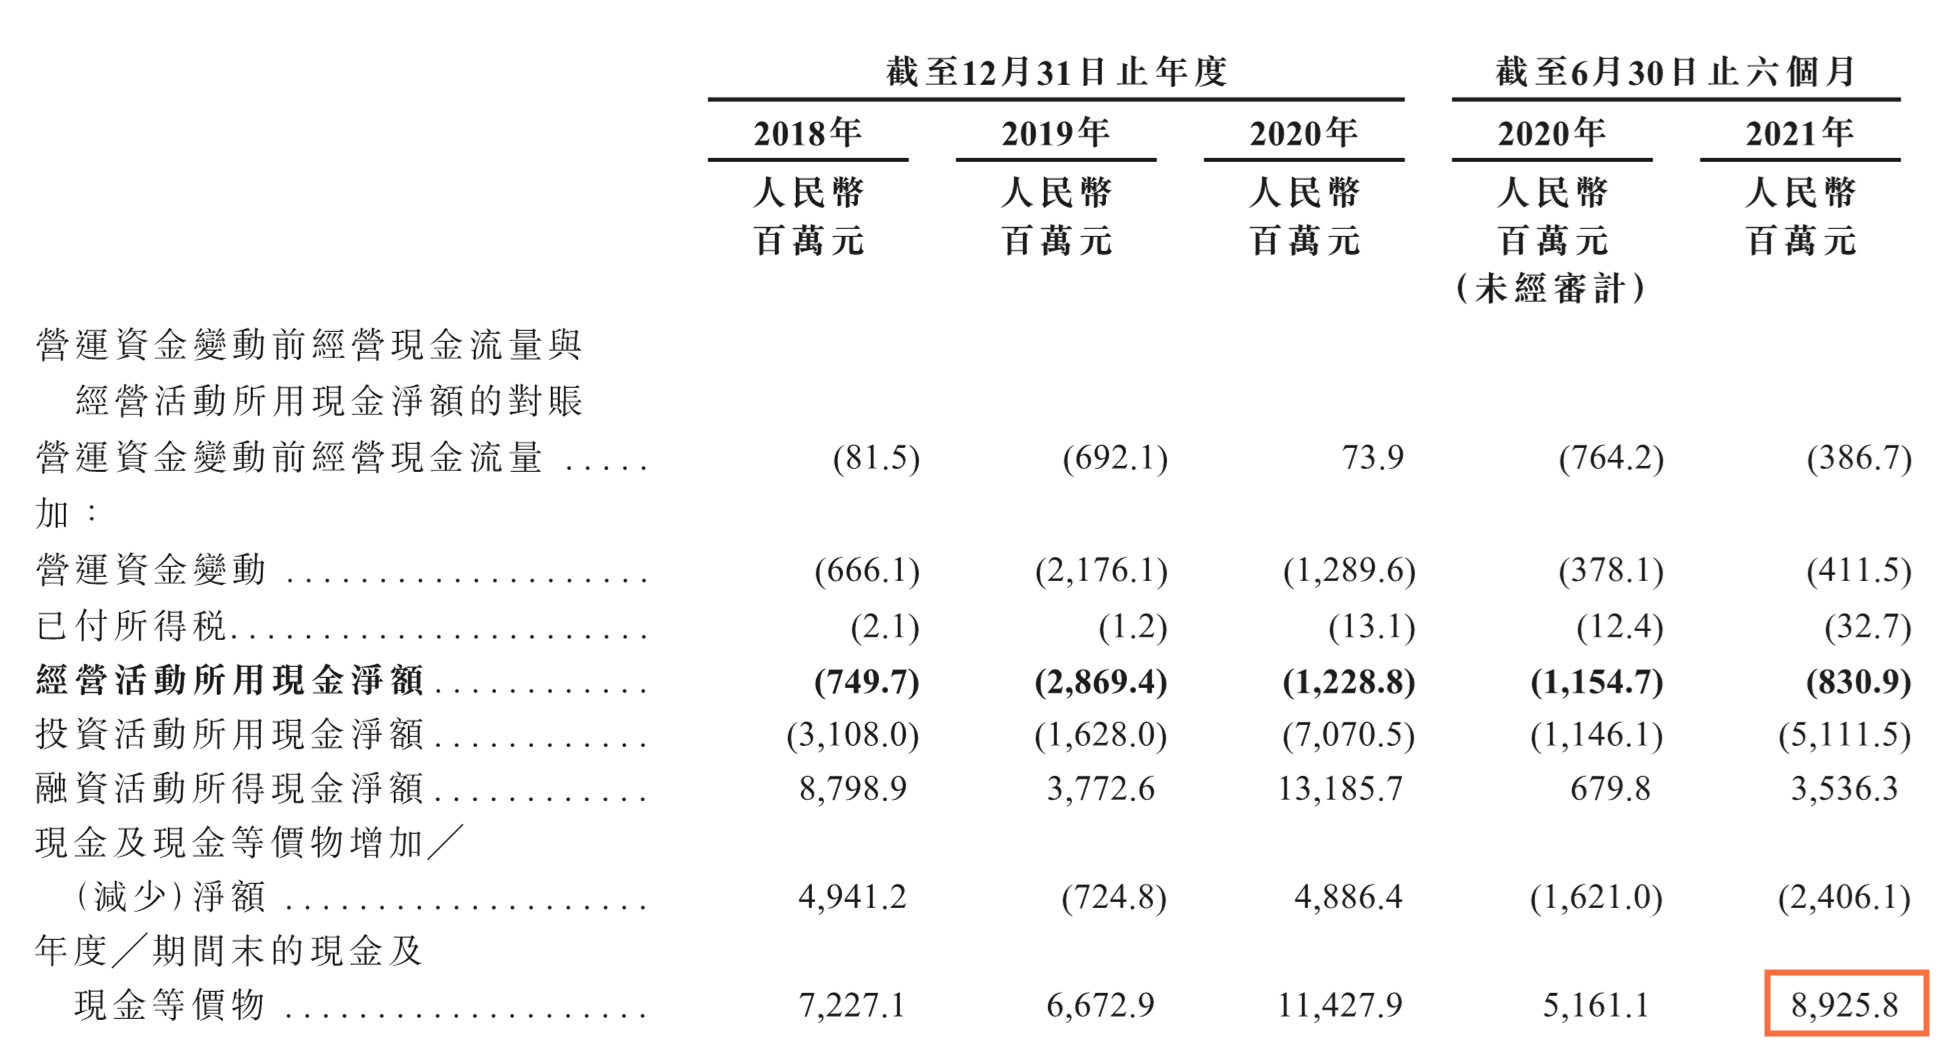 截至12月31日止年度 截至6月30日止六個月
2018年 2019年 2020年 2020年 2021年
人民幣 人民幣 人民幣 人民幣 人民幣
百萬元 百萬元 百萬元 百萬元 百萬元
(未經審計)
營運資金變動前經營現金流量與
經營活動所用現金淨額的對賬
營運資金變動前經營現金流量 ..... (81.5) (692.1) 73.9 (764.2) (386.7)
加：
營運資金變動 ................... (666.1) (2,176.1) (1,289.6) (378.1) (411.5)
已付所得税...................... (2.1) (1.2) (13.1) (12.4) (32.7)
經營活動所用現金淨額............ (749.7) (2,869.4) (1,228.8) (1,154.7) (830.9)
投資活動所用現金淨額............ (3,108.0) (1,628.0) (7,070.5) (1,146.1) (5,111.5)
融資活動所得現金淨額............ 8,798.9 3,772.6 13,185.7 679.8 3,536.3
現金及現金等價物增加╱
(減少)淨額 ................... 4,941.2 (724.8) 4,886.4 (1,621.0) (2,406.1)
年度╱期間末的現金及
現金等價物 ................... 7,227.1 6,672.9 11,427.9 5,161.1 8,925.8